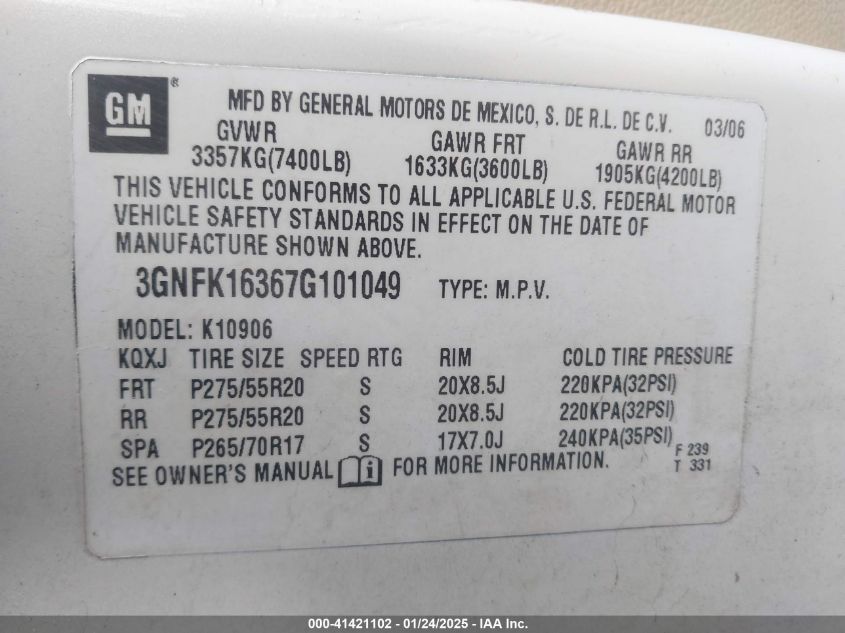 GM ®
MFD BY GENERAL MOTORS DE MEXICO, S. DE R.L. DE C.V. 03/06
GVWR GAWR FRT GAWR RR
3357KG(7400LB) 1633KG(3600LB) 1905KG(4200LB)
THIS VEHICLE CONFORMS TO ALL APPLICABLE U.S. FEDERAL MOTOR
VEHICLE SAFETY STANDARDS IN EFFECT ON THE DATE OF
MANUFACTURE SHOWN ABOVE.
3GNFK16367G101049 TYPE: M.P.V.
MODEL: K10906
KQXJ TIRE SIZE SPEED RTG RIM COLD TIRE PRESSURE
FRT P275/55R20 S 20X8.5J 220KPA(32PSI)
RR P275/55R20 S 20X8.5J 220KPA(32PSI)
SPA P265/70R17 S 17X7.0J 240KPA(35PSI)
F 239
T 331
SEE OWNER'S MANUAL i FOR MORE INFORMATION.
000-41421102 - 01/24/2025 - IAA Inc.